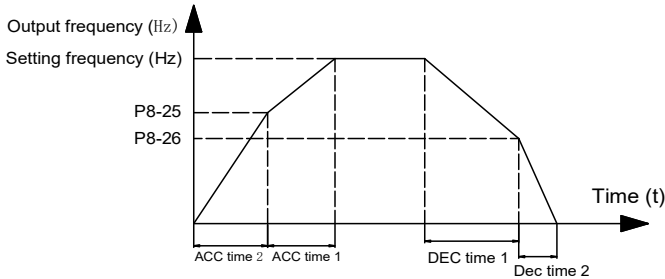 Output frequency (Hz)
Setting frequency (Hz)
P8-25
P8-26
Time (t)
ACC time 2
ACC time 1
DEC time 1
Dec time 2